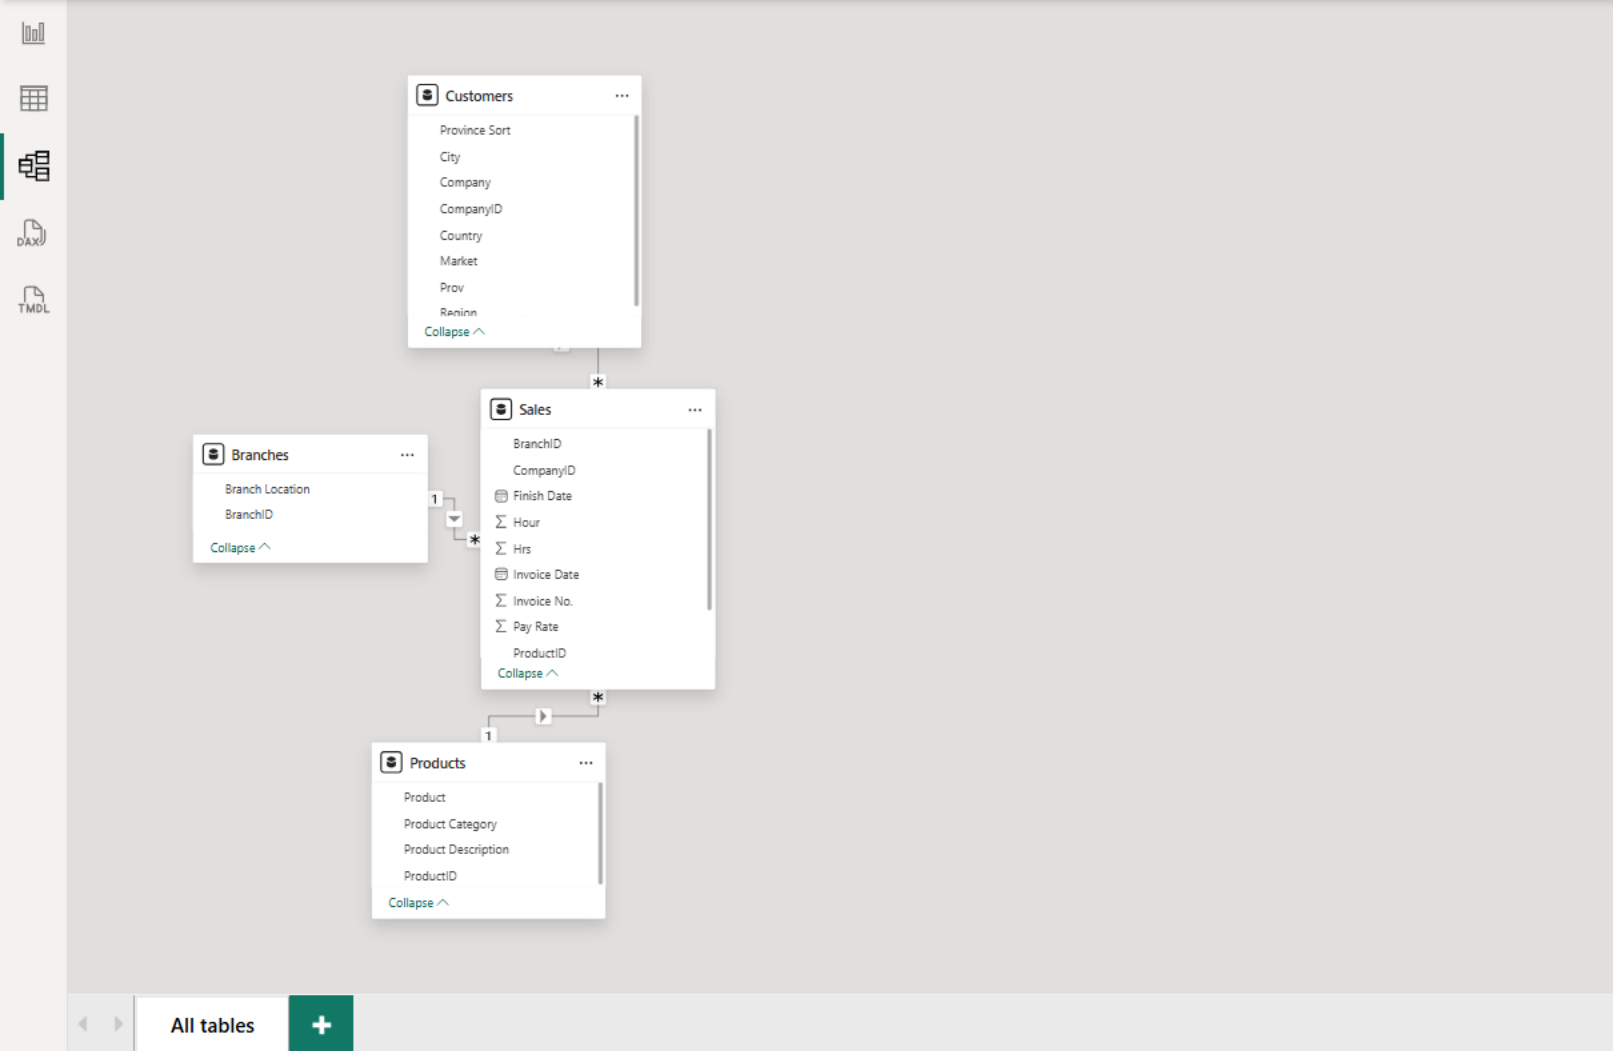 Customers
Province Sort
City
Company
CompanyID
Country
Market
Prov
Region
Collapse
*
Sales
BranchID
CompanyID
Finish Date
Hour
Hrs
Invoice Date
Invoice No.
Pay Rate
ProductID
Collapse
Branches
Branch Location
BranchID
Collapse
1
*
*
1
Products
Product
Product Category
Product Description
ProductID
Collapse
DAX
TMDL
All tables